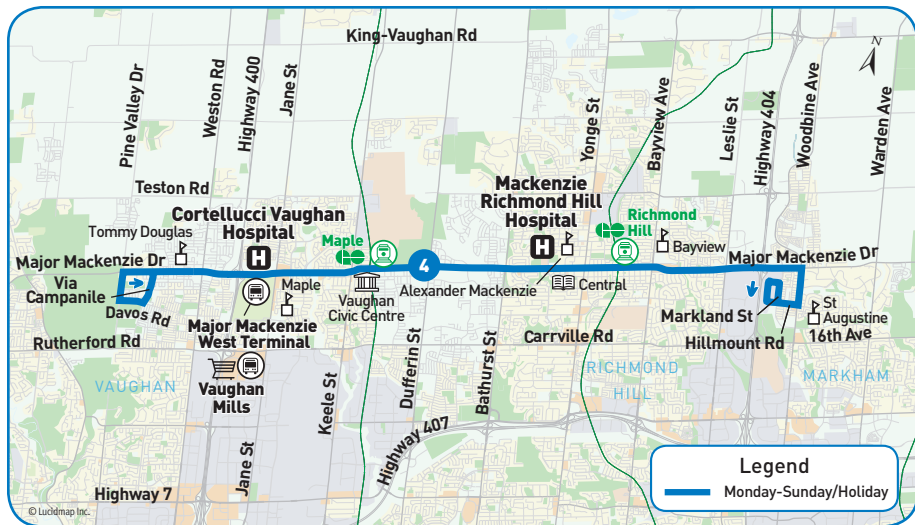 King-Vaughan Rd
N
Pine Valley Dr
Weston Rd
Highway 400
Jane St
Yonge St
Bayview Ave
Leslie St
Highway 404
Woodbine Ave
Warden Ave
Teston Rd
Tommy Douglas
Cortellucci Vaughan
Hospital
H
Maple
Mackenzie
Richmond Hill
Hospital
H
Richmond
Hill
Bayview
Major Mackenzie Dr
4
Major Mackenzie Dr
Via
Campanile
Davos Rd
Maple
Vaughan
Civic Centre
Alexander Mackenzie
Central
Major Mackenzie
West Terminal
Markland St
St
Augustine
Hillmount Rd
16th Ave
Rutherford Rd
Carrville Rd
VAUGHAN
Vaughan
Mills
Keele St
Dufferin St
Bathurst St
RICHMOND
HILL
MARKHAM
Jane St
Highway 407
Highway 7
Legend
Monday-Sunday/Holiday
© Lucidmap Inc.